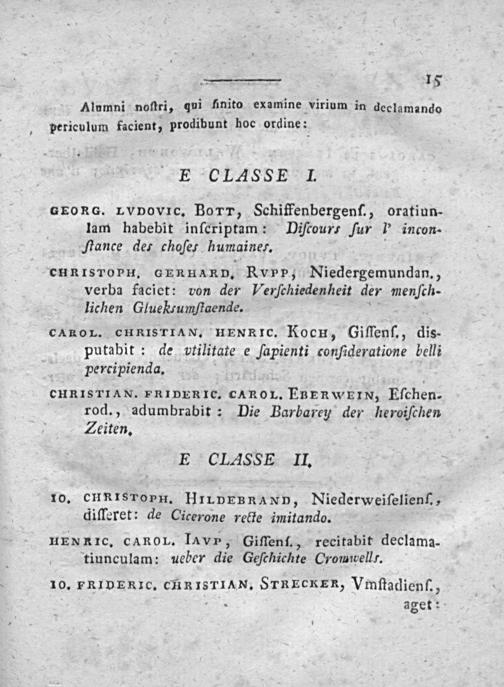 15
Alumni noſtri, qui finito examine virium in declamando
periculum facient, prodibunt hoc ordine:
E CLASSE I.
GEORG. LVDOVIC. BOTT, Schiffenbergenſ., oratiun-
lam habebit inſcriptam: Diſcours ſur l' incon-
ſtance des choſes humaines.
CHRISTOPH. GERHARD. RVPP, Niedergemundan.,
verba faciet: von der Verſchiedenheit der menſch-
lichen Glueksumſtaende.
CAROL. CHRISTIAN. HENRIC. KOCH, Giſſenſ., dis-
putabit : de vtilitate e ſapienti conſideratione belli
percipienda.
CHRISTIAN. FRIDERIC. CAROL. EBERWEIN, Eſchen-
rod., adumbrabit : Die Barbarey der heroiſchen
Zeiten.
E CLASSE II.
IO. CHRISTOPH. HILDEBRAND, Niederweiſelienſ.,
diſſeret: de Cicerone recte imitando.
HENRIC. CAROL. IAVP, Giſſenſ., recitabit declama-
tiunculam: ueber die Geſchichte Cromwells.
IO. FRIDERIC. CHRISTIAN. STRECKER, Vmſtadienſ.,
aget: